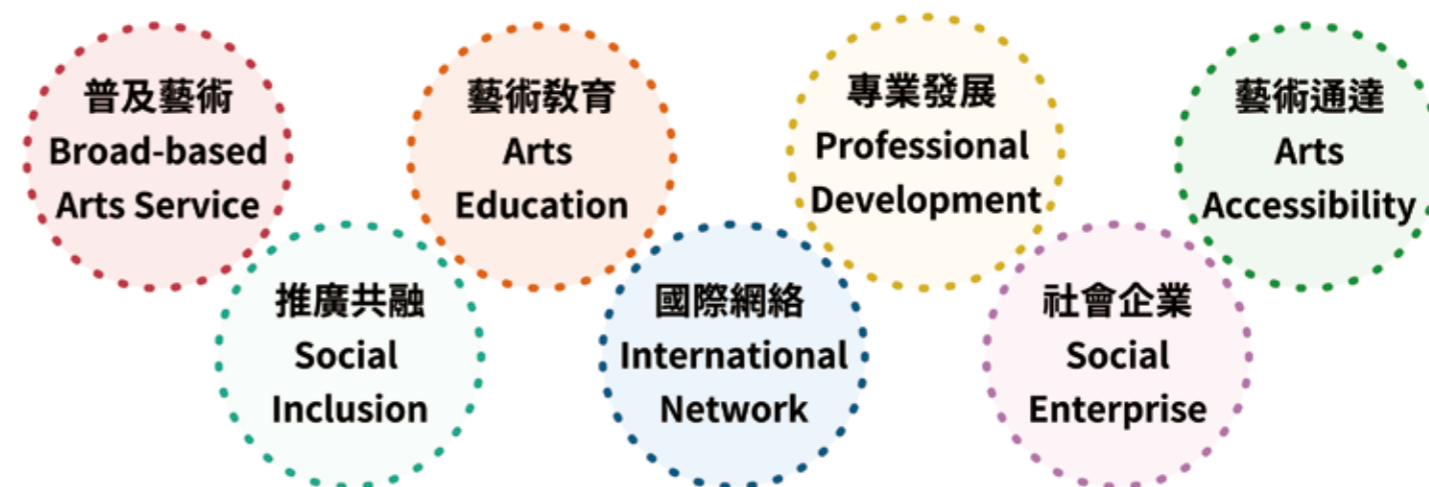 普及藝術
Broad-based
Arts Service
藝術教育
Arts
Education
專業發展
Professional
Development
藝術通達
Arts
Accessibility
推廣共融
Social
Inclusion
國際網絡
International
Network
社會企業
Social
Enterprise